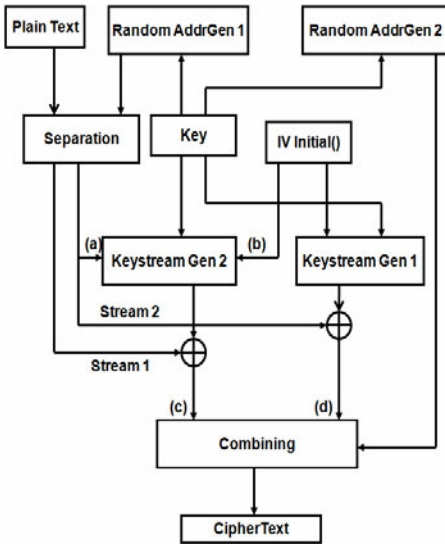 Plain Text
Random AddrGen 1
Random AddrGen 2
Separation
Key
IV Initial()
(a)
(b)
Keystream Gen 2
Keystream Gen 1
Stream 2
Stream 1
(c)
(d)
Combining
CipherText